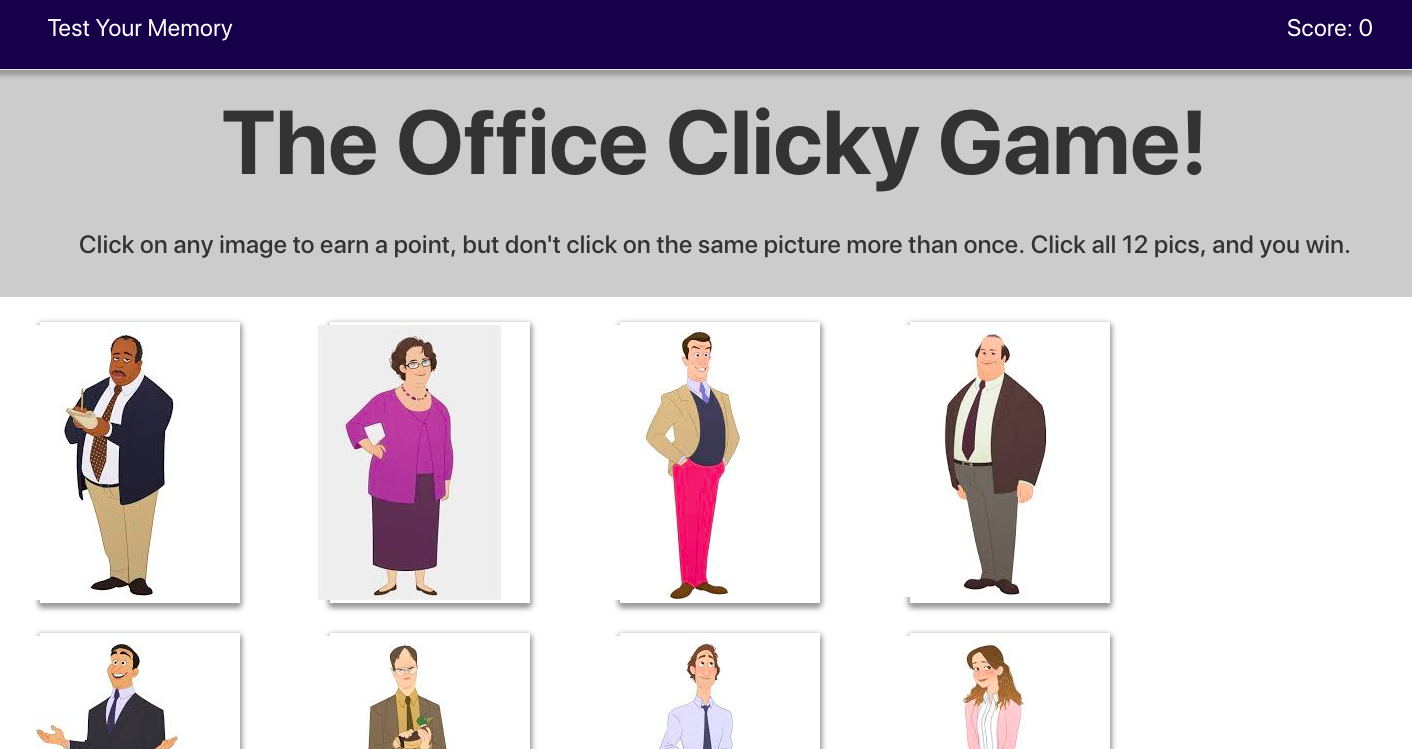 Test Your Memory
Score: 0
The Office Clicky Game!
Click on any image to earn a point, but don't click on the same picture more than once. Click all 12 pics, and you win.